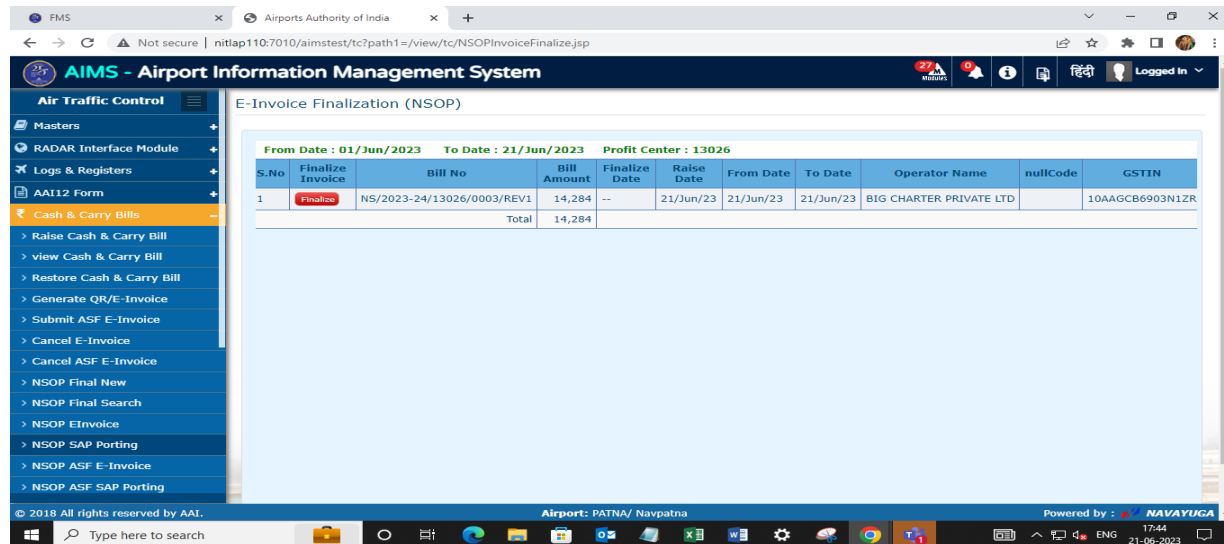 FMS
Airports Authority of India
Not secure | nitlap110:7010/aimstest/tc?path1=/view/tc/NSOPInvoiceFinalize.jsp
AIMS - Airport Information Management System
27
Modules
0
हिंदी
Logged In
Air Traffic Control
E-Invoice Finalization (NSOP)
Masters
RADAR Interface Module
Logs & Registers
AAI12 Form
₹ Cash & Carry Bills
> Raise Cash & Carry Bill
> view Cash & Carry Bill
> Restore Cash & Carry Bill
> Generate QR/E-Invoice
> Submit ASF E-Invoice
> Cancel E-Invoice
> Cancel ASF E-Invoice
> NSOP Final New
> NSOP Final Search
> NSOP EInvoice
> NSOP SAP Porting
> NSOP ASF E-Invoice
> NSOP ASF SAP Porting
From Date : 01/Jun/2023 To Date : 21/Jun/2023 Profit Center : 13026
S.No Finalize Invoice Bill No Bill Amount Finalize Date Raise Date From Date To Date Operator Name nullCode GSTIN
1 Finalize NS/2023-24/13026/0003/REV1 14,284 -- 21/Jun/23 21/Jun/23 21/Jun/23 BIG CHARTER PRIVATE LTD 10AAGCB6903N1ZR
Total 14,284
© 2018 All rights reserved by AAI. Airport: PATNA/ Navpatna Powered by : NAVAYUGA
Type here to search
ENG
17:44
21-06-2023